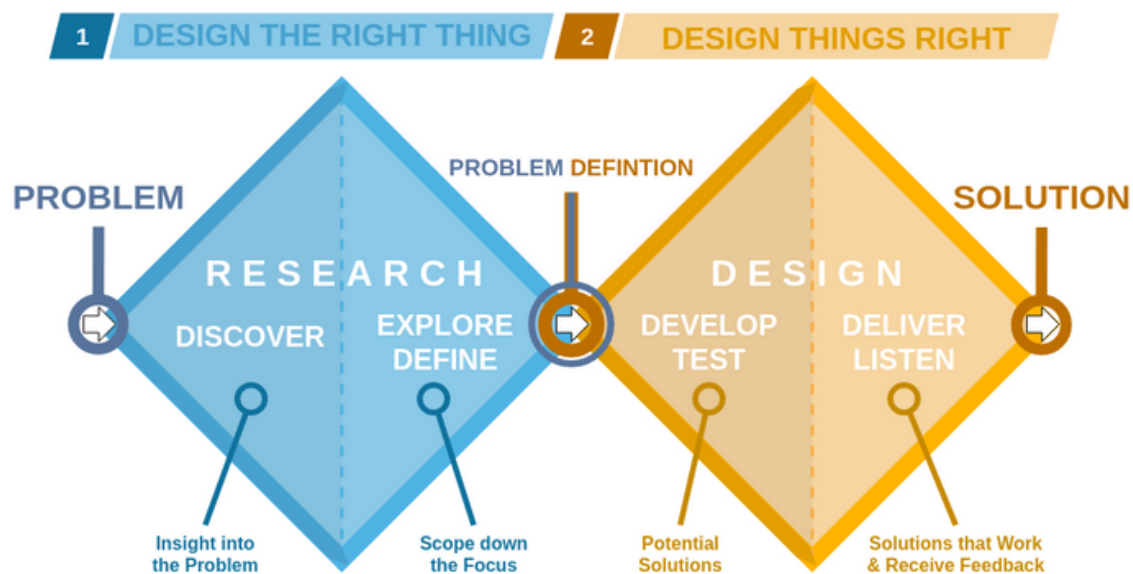 1 DESIGN THE RIGHT THING
2 DESIGN THINGS RIGHT
PROBLEM
PROBLEM DEFINTION
SOLUTION
RESEARCH
DISCOVER
EXPLORE
DEFINE
DESIGN
DEVELOP
TEST
DELIVER
LISTEN
Insight into
the Problem
Scope down
the Focus
Potential
Solutions
Solutions that Work
& Receive Feedback